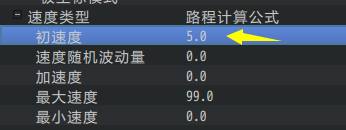 速度类型 路程计算公式
初速度 5.0
速度随机波动量 0.0
加速度 0.0
最大速度 99.0
最小速度 0.0